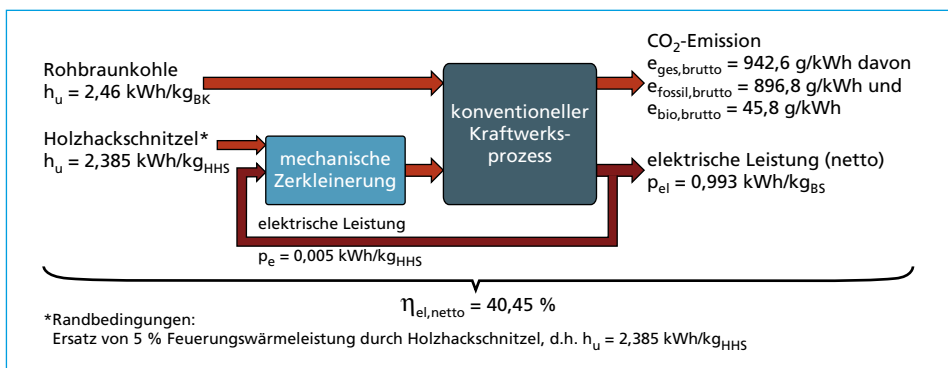 Rohbraunkohle
h_u = 2,46 kWh/kg_BK
Holzhackschnitzel*
h_u = 2,385 kWh/kg_HHS
mechanische
Zerkleinerung
konventioneller
Kraftwerks-
prozess
CO₂-Emission
e_ges,brutto = 942,6 g/kWh davon
e_fossil,brutto = 896,8 g/kWh und
e_bio,brutto = 45,8 g/kWh
elektrische Leistung (netto)
p_el = 0,993 kWh/kg_BS
elektrische Leistung
p_e = 0,005 kWh/kg_HHS
η_el,netto = 40,45 %
*Randbedingungen:
Ersatz von 5 % Feuerungswärmeleistung durch Holzhackschnitzel, d.h. h_u = 2,385 kWh/kg_HHS